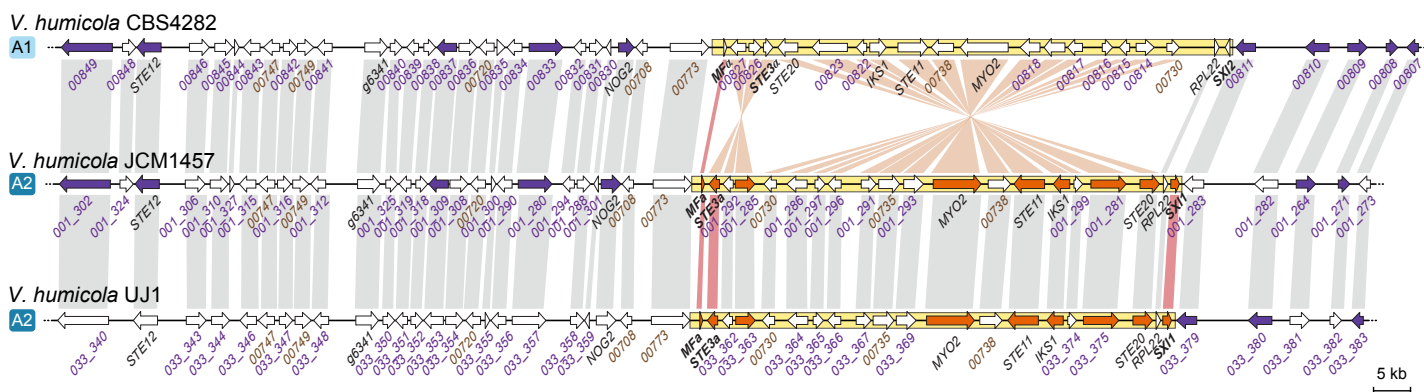 V. humicola CBS4282
A1
00849 00848 STE12 00846 00845 00844 00843 00747 00842 00749 00841 g6341 00840 00839 00838 00837 00836 00720 00835 00834 00833 00832 00831 00830 NOG2 00708 00773 MFα 00827 00826 STE3α STE20 00823 00822 IKS1 STE11 00738 MYO2 00818 00817 00816 00815 00814 00730 RPL22 SXI2 00811 00810 00809 00808 00807
V. humicola JCM1457
A2
001_302 001_324 STE12 001_306 001_310 001_327 001_315 00747 001_316 00749 001_312 g6341 001_325 001_319 001_318 001_309 001_308 00720 001_300 001_290 001_280 001_294 001_288 001_301 NOG2 00708 00773 MFa STE3a 001_292 001_285 00730 001_286 001_297 001_296 001_291 00735 001_293 MYO2 00738 STE11 IKS1 001_299 001_281 STE20 RPL22 SXI1 001_283 001_282 001_264 001_271 001_273
V. humicola UJ1
A2
033_340 STE12 033_343 033_344 00747 033_347 00749 033_348 g6341 033_350 033_351 033_352 033_353 033_354 00720 033_355 033_356 033_357 033_358 033_359 NOG2 00708 00773 MFa STE3a 033_362 033_363 00730 033_364 033_365 033_366 033_367 00735 033_369 MYO2 00738 STE11 IKS1 033_374 033_375 STE20 RPL22 SXI1 033_379 033_380 033_381 033_382 033_383
5 kb